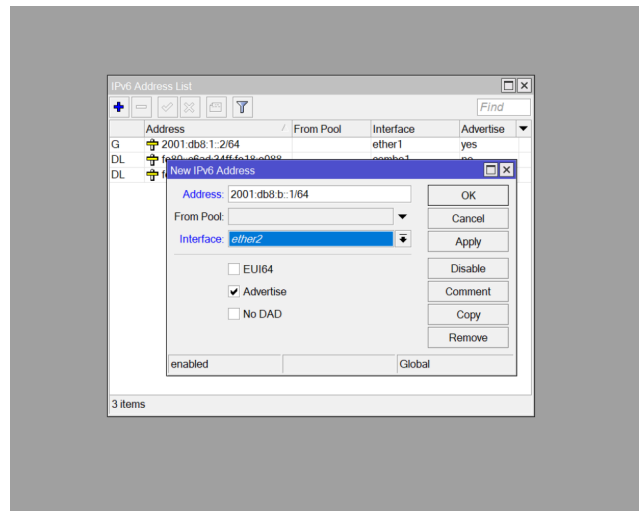 IPv6 Address List
Find
Address From Pool Interface Advertise
G 2001:db8:1::2/64 ether1 yes
DL
DL
New IPv6 Address
Address: 2001:db8:b::1/64 OK
From Pool: Cancel
Interface: ether2 Apply
EUI64 Disable
Advertise Comment
No DAD Copy
Remove
enabled Global
3 items